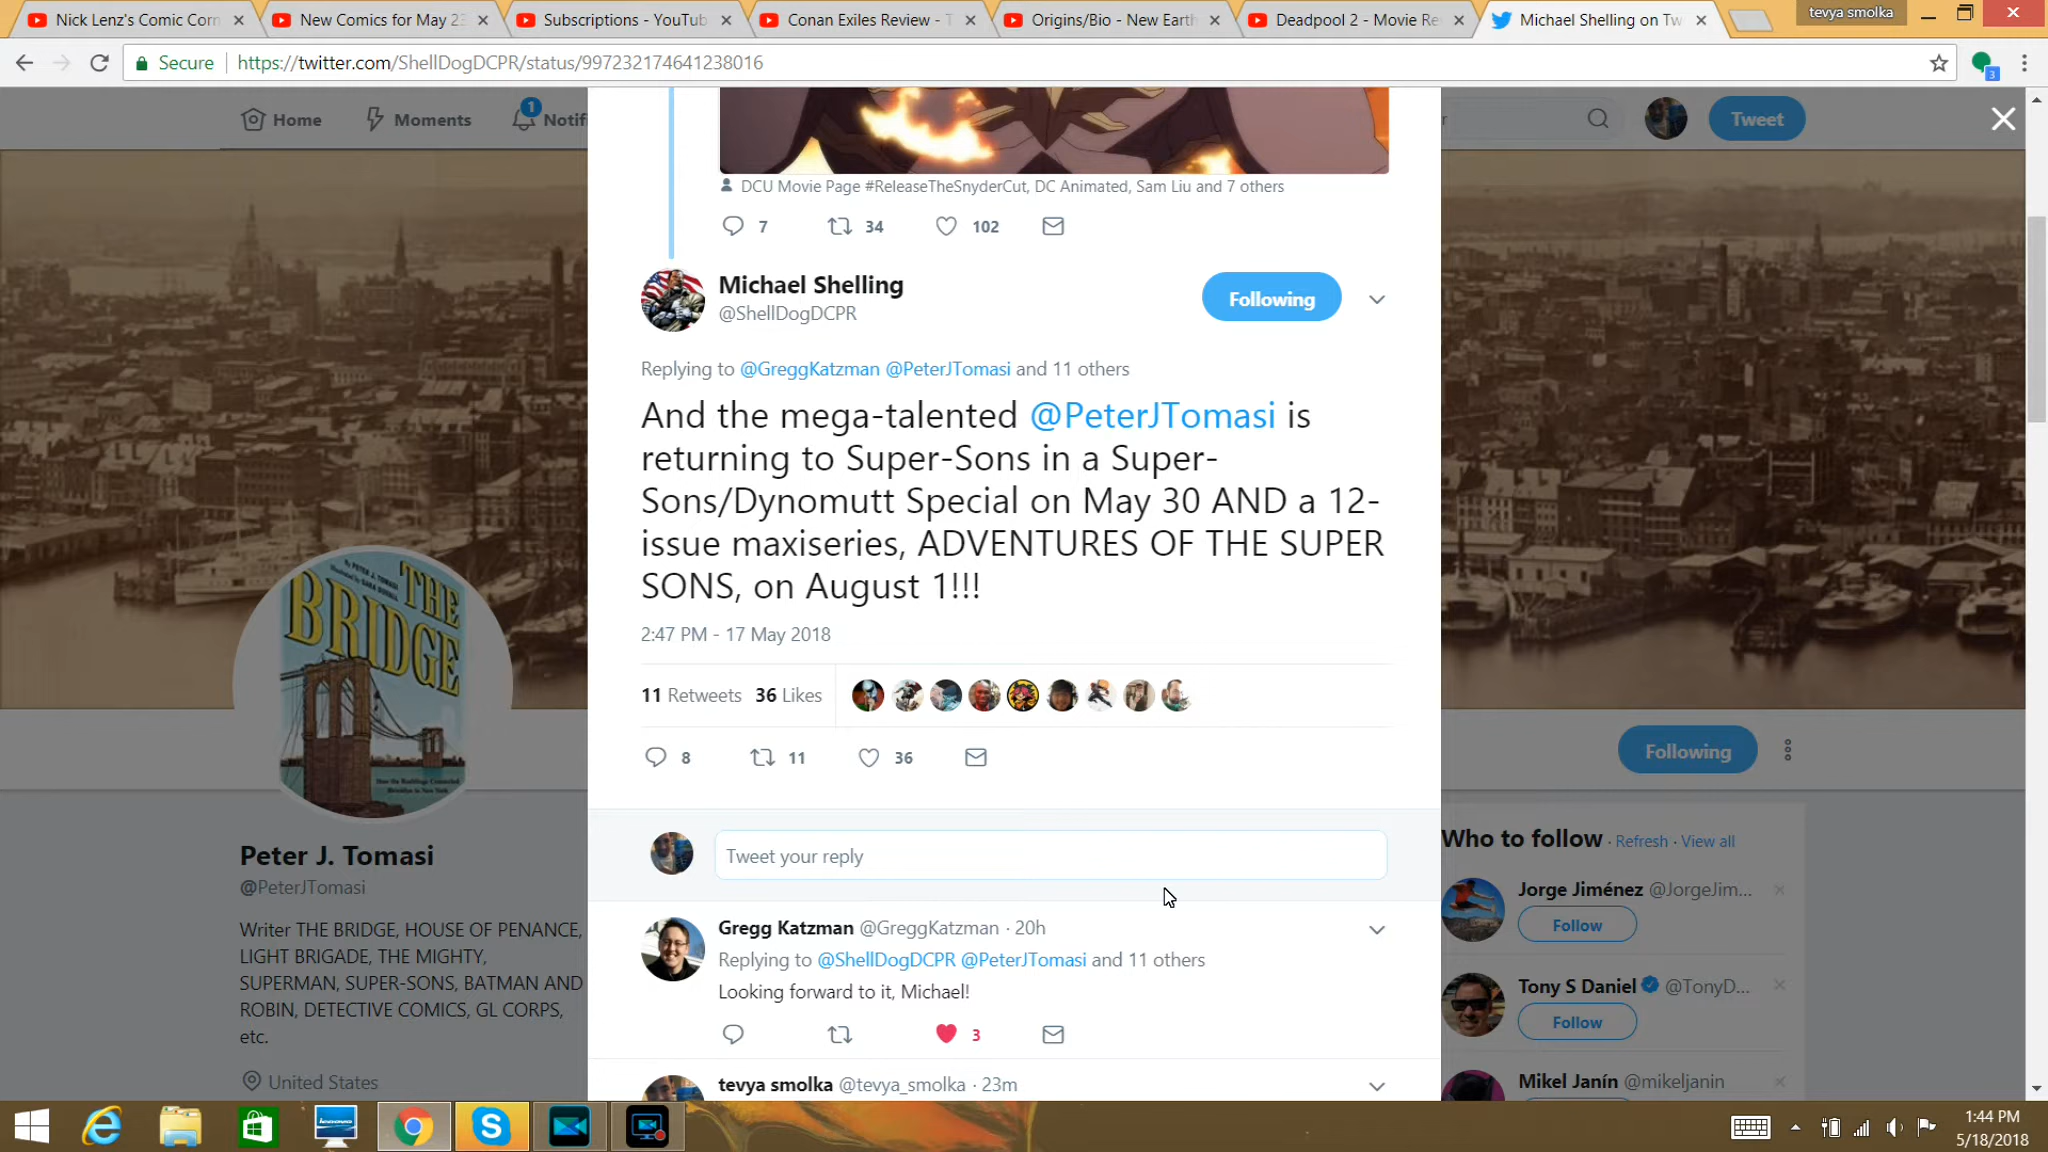 Nick Lenz's Comic Corn
New Comics for May 23
Subscriptions - YouTub
Conan Exiles Review - T
Origins/Bio - New Earth
Deadpool 2 - Movie Re
Michael Shelling on Tw
tevya smolka
Secure
https://twitter.com/ShellDogDCPR/status/997232174641238016
3
Home
Moments
1
Notif
r
Tweet
DCU Movie Page #ReleaseTheSnyderCut, DC Animated, Sam Liu and 7 others
7 34 102
Michael Shelling
@ShellDogDCPR
Following
Replying to @GreggKatzman @PeterJTomasi and 11 others
And the mega-talented @PeterJTomasi is
returning to Super-Sons in a Super-
Sons/Dynomutt Special on May 30 AND a 12-
issue maxiseries, ADVENTURES OF THE SUPER
SONS, on August 1!!!
2:47 PM - 17 May 2018
11 Retweets 36 Likes
8 11 36
Tweet your reply
Gregg Katzman @GreggKatzman · 20h
Replying to @ShellDogDCPR @PeterJTomasi and 11 others
Looking forward to it, Michael!
3
tevya smolka @tevya_smolka · 23m
By PETER J. TOMASI
THE
BRIDGE
Peter J. Tomasi
@PeterJTomasi
Writer THE BRIDGE, HOUSE OF PENANCE,
LIGHT BRIGADE, THE MIGHTY,
SUPERMAN, SUPER-SONS, BATMAN AND
ROBIN, DETECTIVE COMICS, GL CORPS,
etc.
United States
Following
Who to follow · Refresh · View all
Jorge Jiménez @JorgeJim...
Follow
Tony S Daniel @TonyD...
Follow
Mikel Janín @mikeljanin
lenovo
1:44 PM
5/18/2018